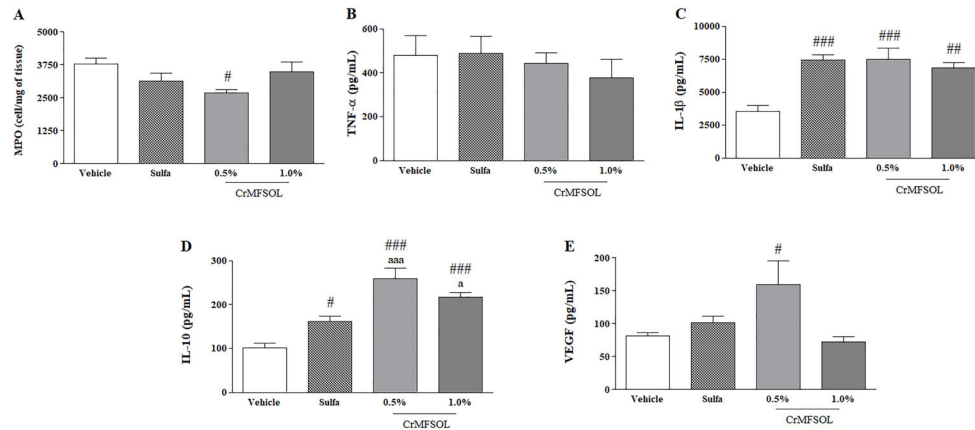 A
MPO (cell/mg of tissue)
5000
3750
2500
1250
0
#
Vehicle
Sulfa
0.5%
1.0%
CrMFSOL
B
TNF-α (pg/mL)
600
400
200
0
Vehicle
Sulfa
0.5%
1.0%
CrMFSOL
C
IL-1β (pg/mL)
10000
7500
5000
2500
0
###
###
##
Vehicle
Sulfa
0.5%
1.0%
CrMFSOL
D
IL-10 (pg/mL)
300
200
100
0
#
###
aaa
###
a
Vehicle
Sulfa
0.5%
1.0%
CrMFSOL
E
VEGF (pg/mL)
200
150
100
50
0
#
Vehicle
Sulfa
0.5%
1.0%
CrMFSOL